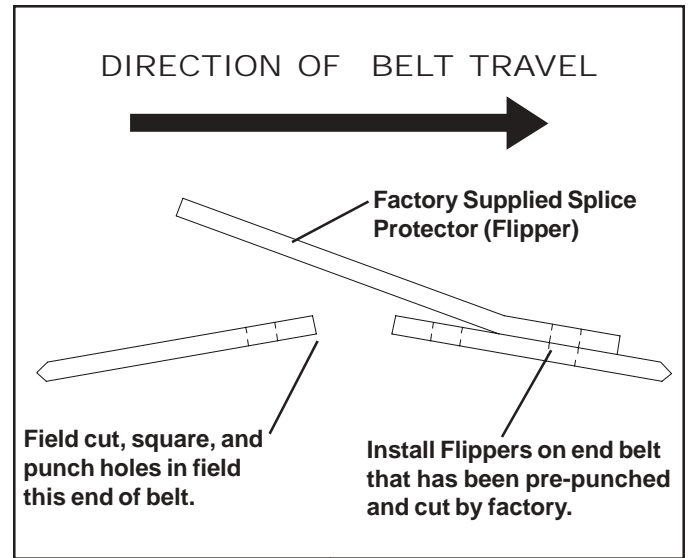 DIRECTION OF BELT TRAVEL
Factory Supplied Splice
Protector (Flipper)
Field cut, square, and
punch holes in field
this end of belt.
Install Flippers on end belt
that has been pre-punched
and cut by factory.